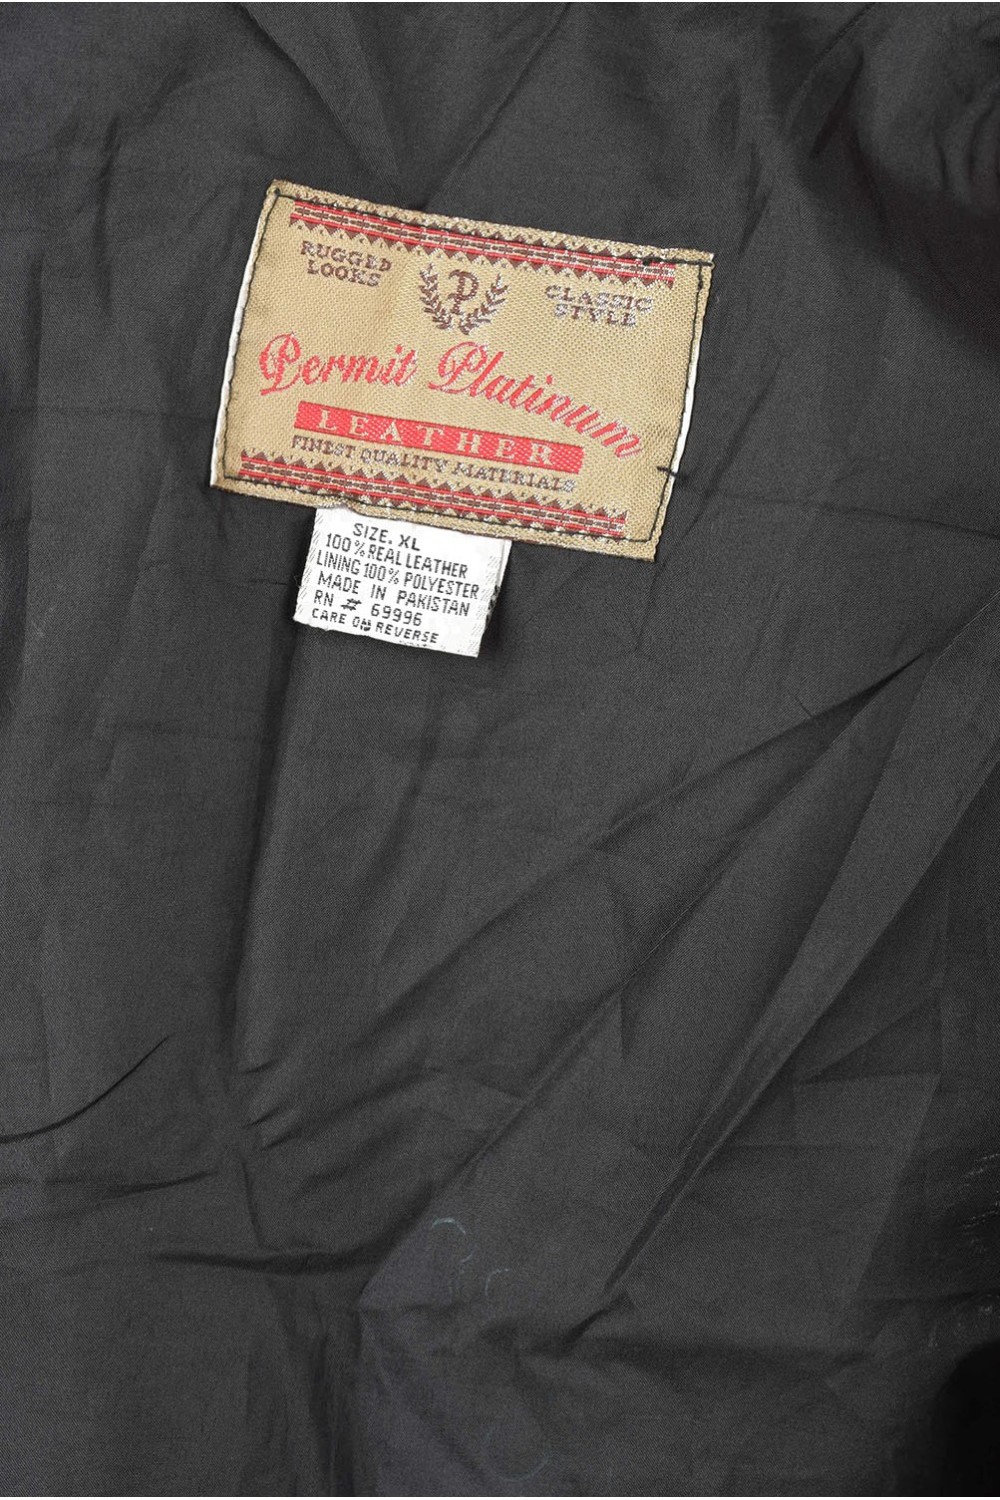 RUGGED
LOOKS
P
CLASSIC
STYLE
Permit Platinum
LEATHER
FINEST QUALITY MATERIALS
SIZE. XL
100% REAL LEATHER
LINING 100% POLYESTER
MADE IN PAKISTAN
RN # 69996
CARE ON REVERSE